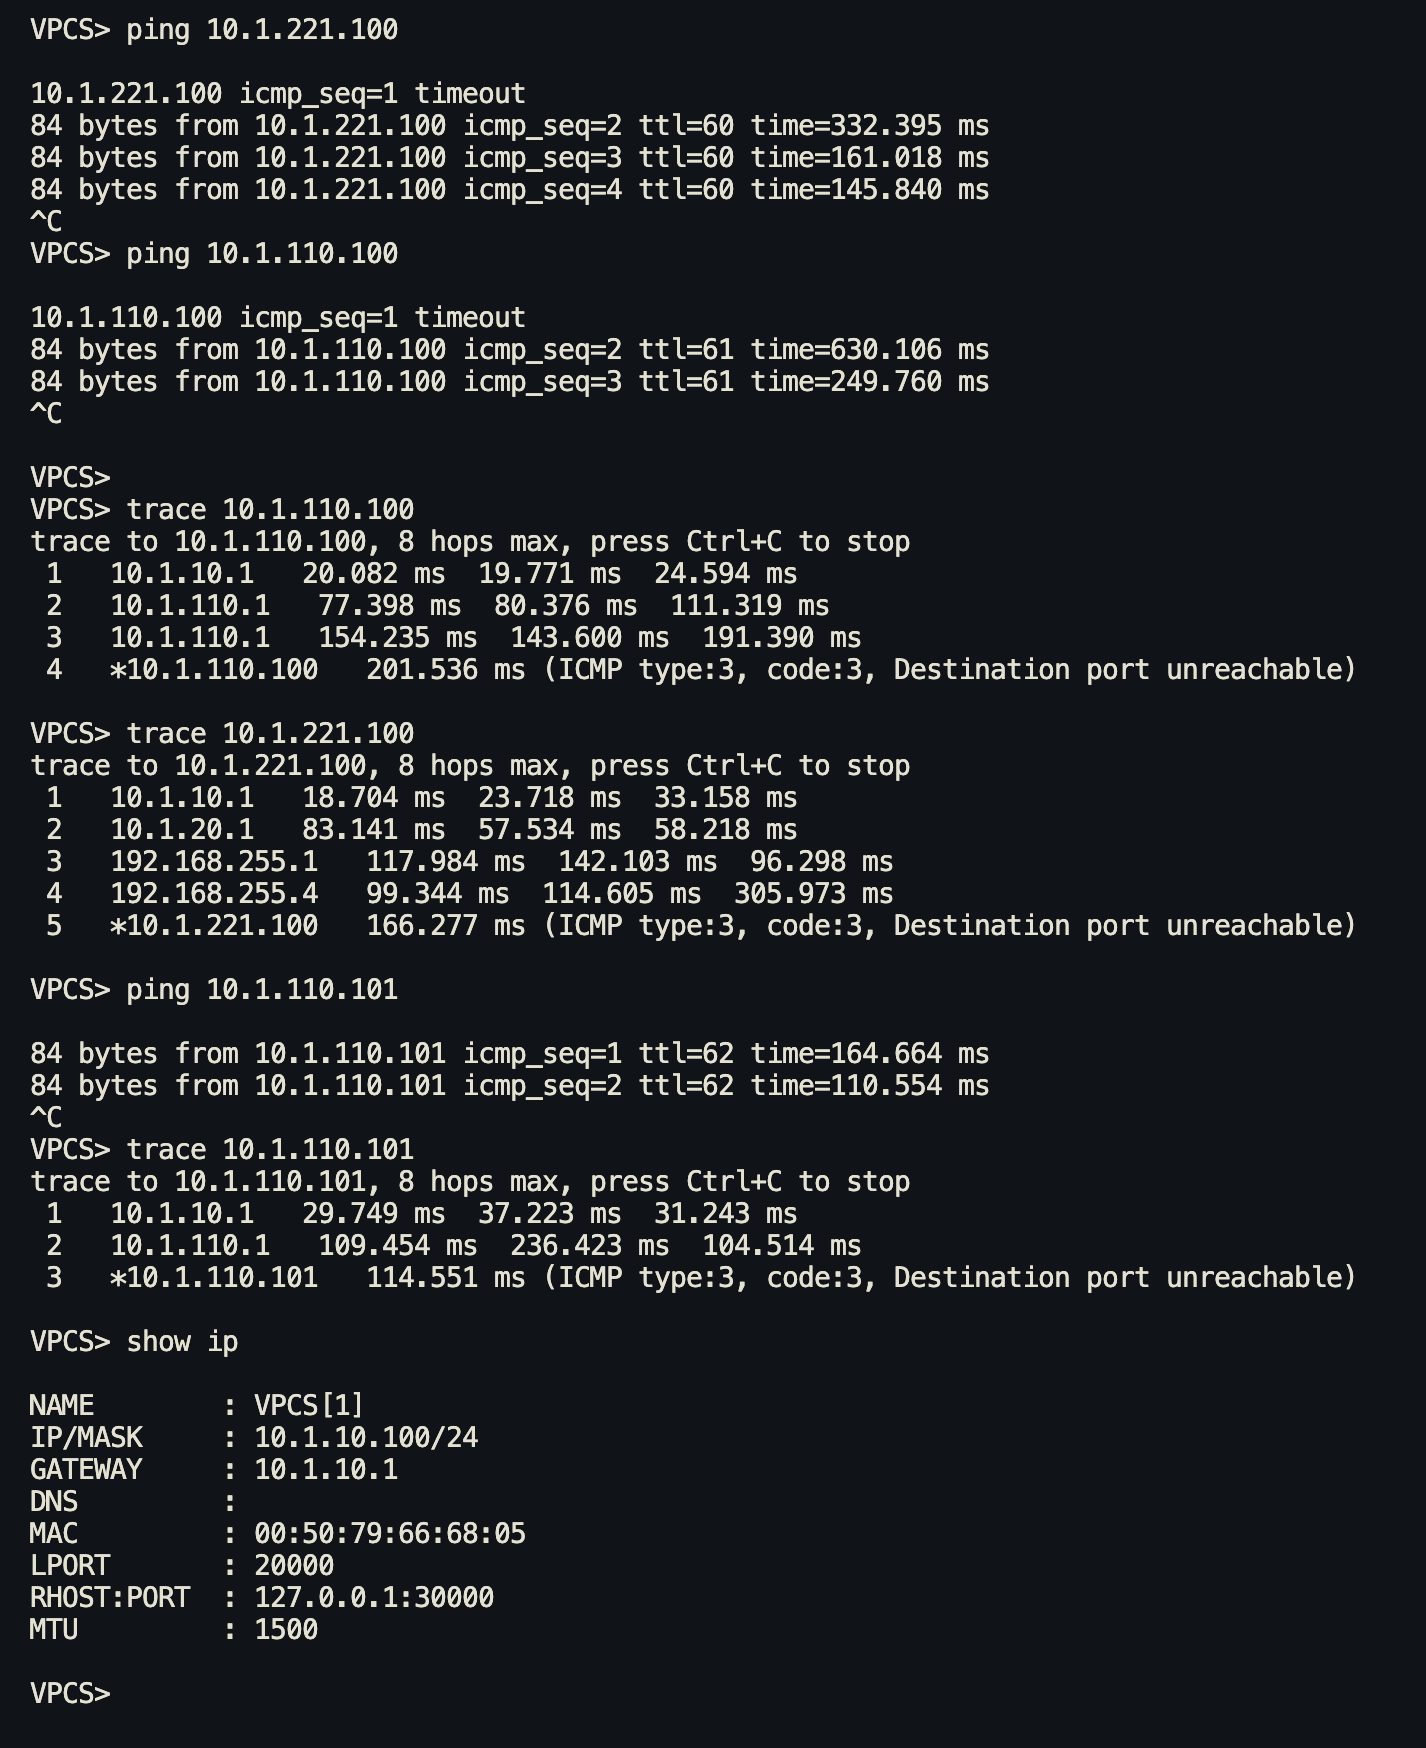 VPCS> ping 10.1.221.100
10.1.221.100 icmp_seq=1 timeout
84 bytes from 10.1.221.100 icmp_seq=2 ttl=60 time=332.395 ms
84 bytes from 10.1.221.100 icmp_seq=3 ttl=60 time=161.018 ms
84 bytes from 10.1.221.100 icmp_seq=4 ttl=60 time=145.840 ms
^C
VPCS> ping 10.1.110.100
10.1.110.100 icmp_seq=1 timeout
84 bytes from 10.1.110.100 icmp_seq=2 ttl=61 time=630.106 ms
84 bytes from 10.1.110.100 icmp_seq=3 ttl=61 time=249.760 ms
^C
VPCS>
VPCS> trace 10.1.110.100
trace to 10.1.110.100, 8 hops max, press Ctrl+C to stop
 1   10.1.10.1   20.082 ms  19.771 ms  24.594 ms
 2   10.1.110.1   77.398 ms  80.376 ms  111.319 ms
 3   10.1.110.1   154.235 ms  143.600 ms  191.390 ms
 4   *10.1.110.100   201.536 ms (ICMP type:3, code:3, Destination port unreachable)
VPCS> trace 10.1.221.100
trace to 10.1.221.100, 8 hops max, press Ctrl+C to stop
 1   10.1.10.1   18.704 ms  23.718 ms  33.158 ms
 2   10.1.20.1   83.141 ms  57.534 ms  58.218 ms
 3   192.168.255.1   117.984 ms  142.103 ms  96.298 ms
 4   192.168.255.4   99.344 ms  114.605 ms  305.973 ms
 5   *10.1.221.100   166.277 ms (ICMP type:3, code:3, Destination port unreachable)
VPCS> ping 10.1.110.101
84 bytes from 10.1.110.101 icmp_seq=1 ttl=62 time=164.664 ms
84 bytes from 10.1.110.101 icmp_seq=2 ttl=62 time=110.554 ms
^C
VPCS> trace 10.1.110.101
trace to 10.1.110.101, 8 hops max, press Ctrl+C to stop
 1   10.1.10.1   29.749 ms  37.223 ms  31.243 ms
 2   10.1.110.1   109.454 ms  236.423 ms  104.514 ms
 3   *10.1.110.101   114.551 ms (ICMP type:3, code:3, Destination port unreachable)
VPCS> show ip
NAME        : VPCS[1]
IP/MASK     : 10.1.10.100/24
GATEWAY     : 10.1.10.1
DNS         :
MAC         : 00:50:79:66:68:05
LPORT       : 20000
RHOST:PORT  : 127.0.0.1:30000
MTU         : 1500
VPCS>